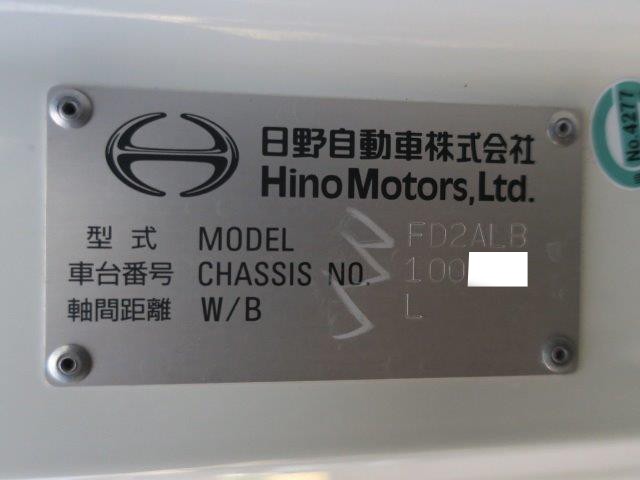 日野自動車株式会社
Hino Motors, Ltd.
型式 MODEL FD2ALB
車台番号 CHASSIS NO. 100
軸間距離 W/B L
No.4277